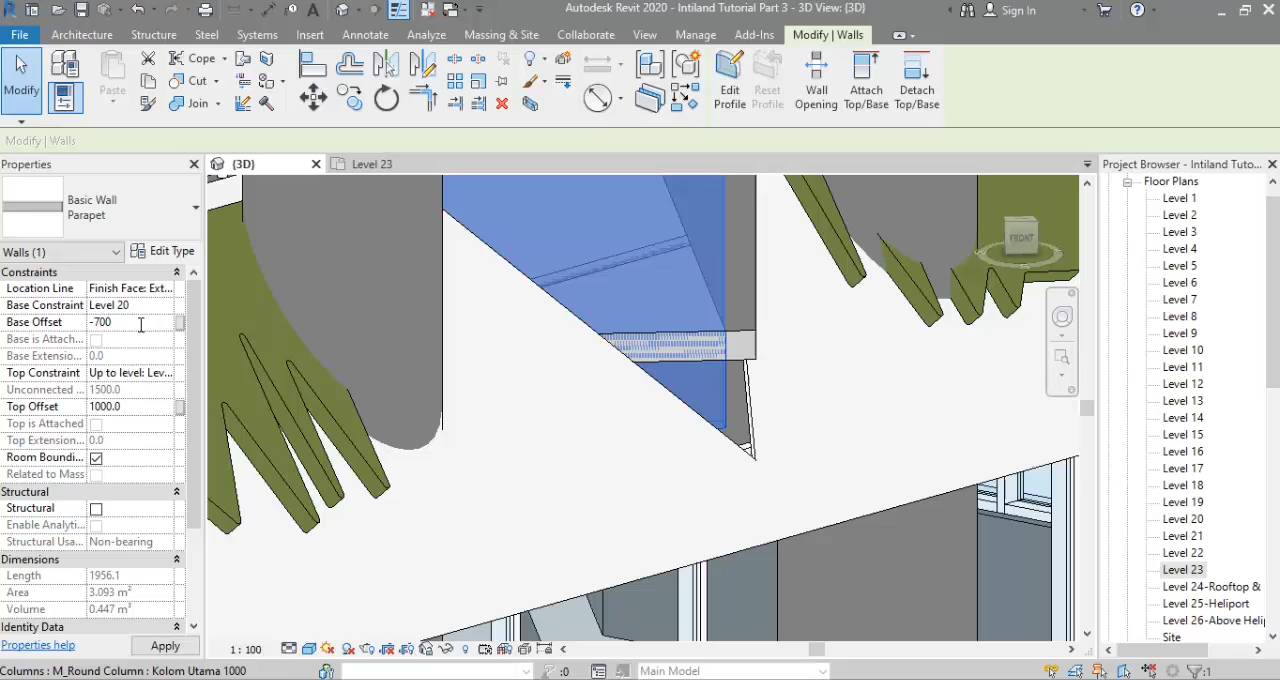 Autodesk Revit 2020 - Intiland Tutorial Part 3 - 3D View: {3D}
Sign In
File
Architecture
Structure
Steel
Systems
Insert
Annotate
Analyze
Massing & Site
Collaborate
View
Manage
Add-Ins
Modify | Walls
Modify
Paste
Cope
Cut
Join
Edit Profile
Reset Profile
Wall Opening
Attach Top/Base
Detach Top/Base
Modify | Walls
Properties
{3D}
Level 23
Project Browser - Intiland Tuto...
Basic Wall
Parapet
Walls (1)
Edit Type
Constraints
Location Line Finish Face: Ext...
Base Constraint Level 20
Base Offset -700
Base is Attach...
Base Extensio... 0.0
Top Constraint Up to level: Lev...
Unconnected ... 1500.0
Top Offset 1000.0
Top is Attached
Top Extension... 0.0
Room Boundi...
Related to Mass
Structural
Structural
Enable Analyti...
Structural Usa... Non-bearing
Dimensions
Length 1956.1
Area 3.093 m²
Volume 0.447 m³
Identity Data
Properties help
Apply
FRONT
Floor Plans
Level 1
Level 2
Level 3
Level 4
Level 5
Level 6
Level 7
Level 8
Level 9
Level 10
Level 11
Level 12
Level 13
Level 14
Level 15
Level 16
Level 17
Level 18
Level 19
Level 20
Level 21
Level 22
Level 23
Level 24-Rooftop &
Level 25-Heliport
Level 26-Above Heli
Site
1 : 100
Columns : M_Round Column : Kolom Utama 1000
:0
Main Model
:1